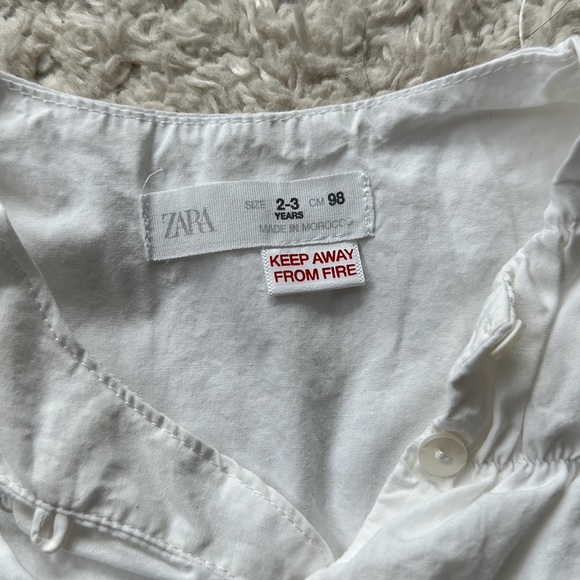 ZARA
SIZE 2-3 CM 98
YEARS
MADE IN MOROCCO
KEEP AWAY
FROM FIRE